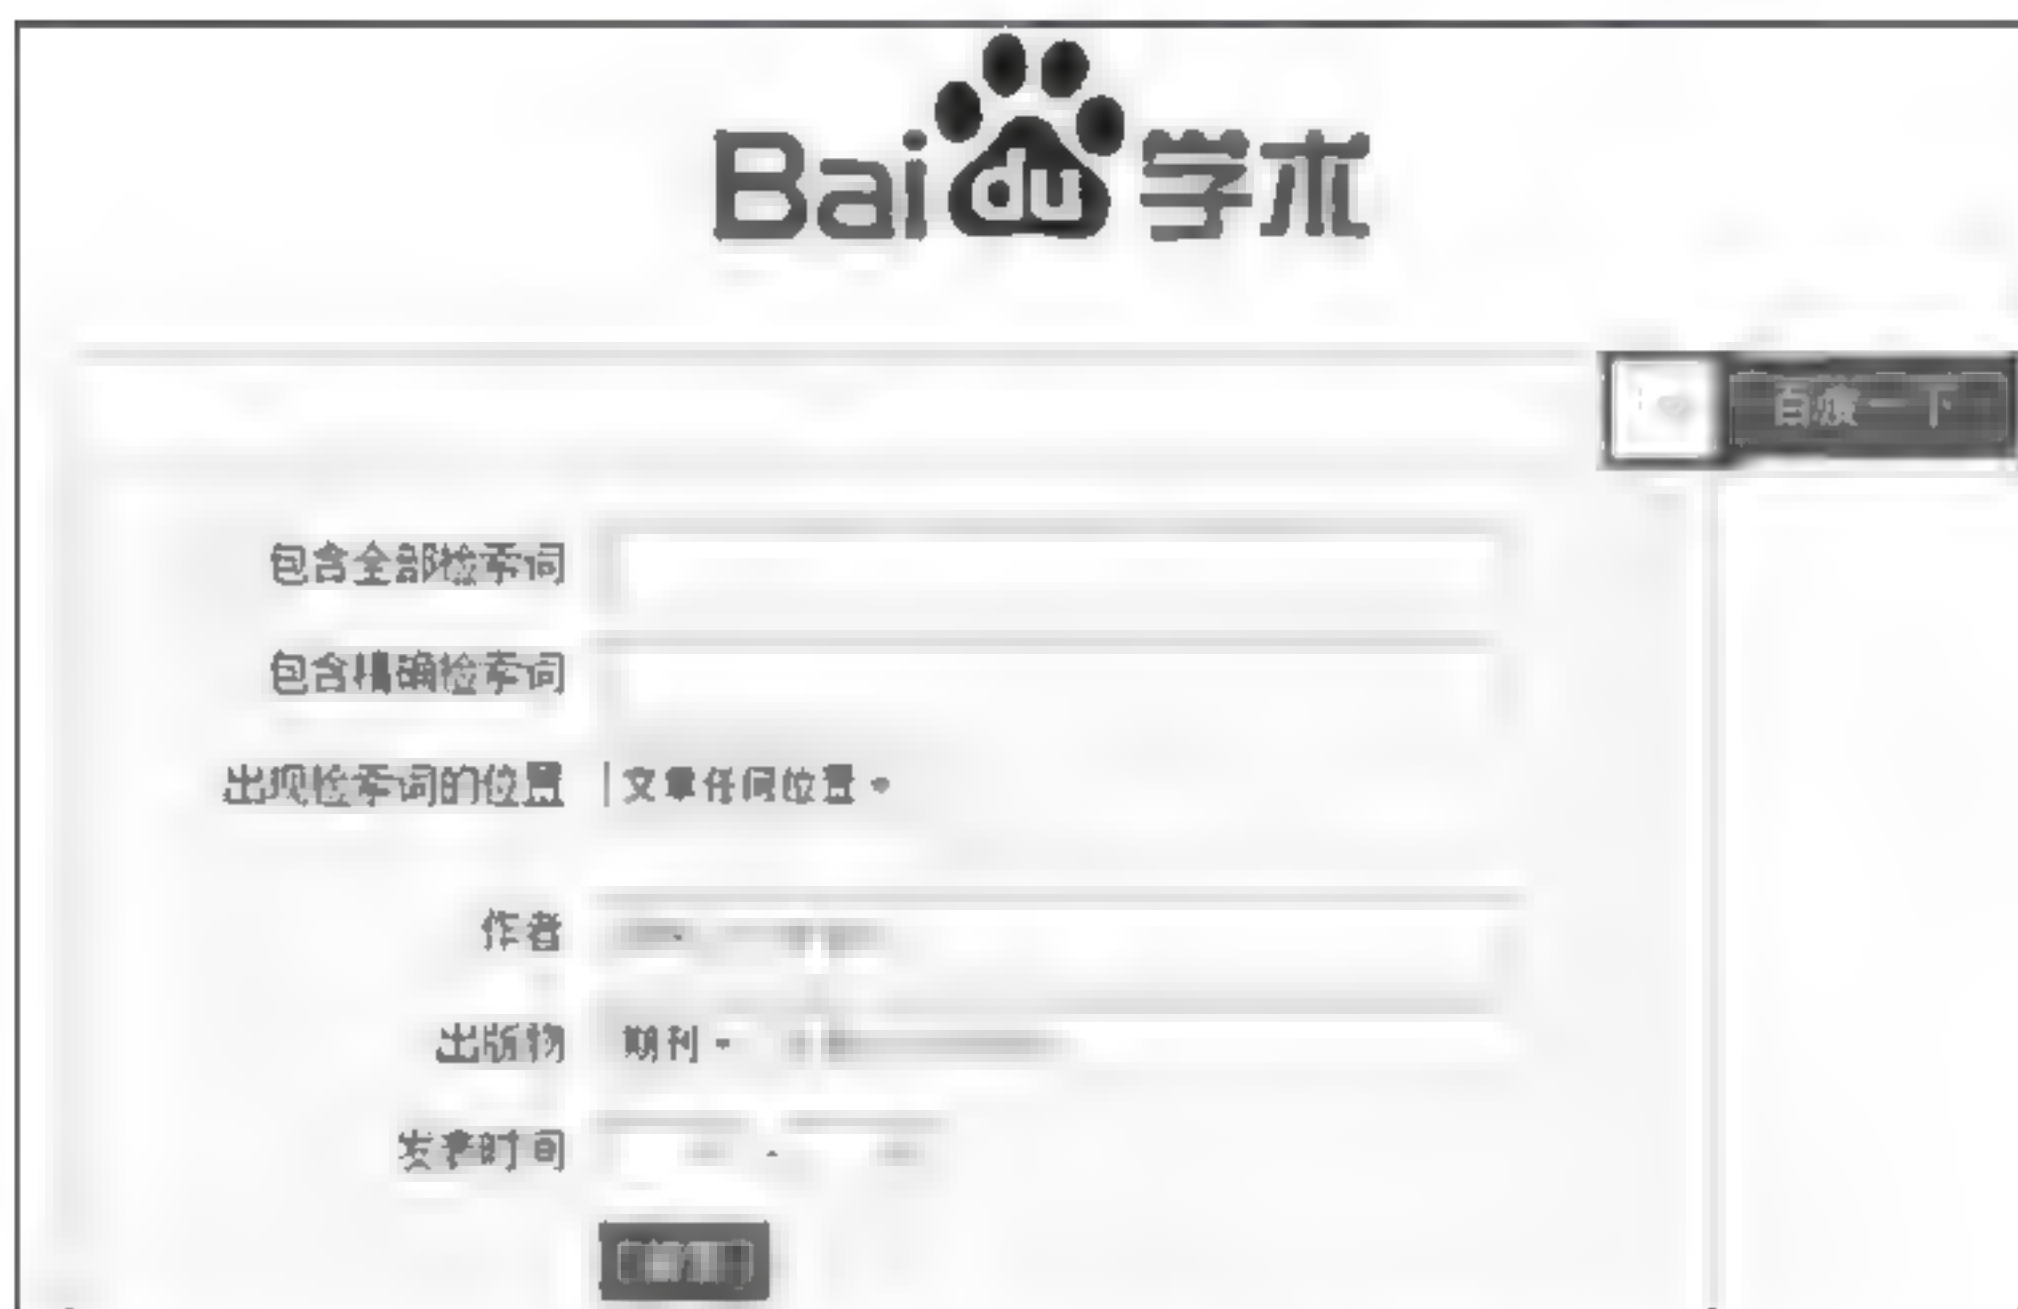 Baidu学术
百度一下
包含全部检索词
包含精确检索词
出现检索词的位置 文章任何位置
作者
出版物 期刊
发表时间